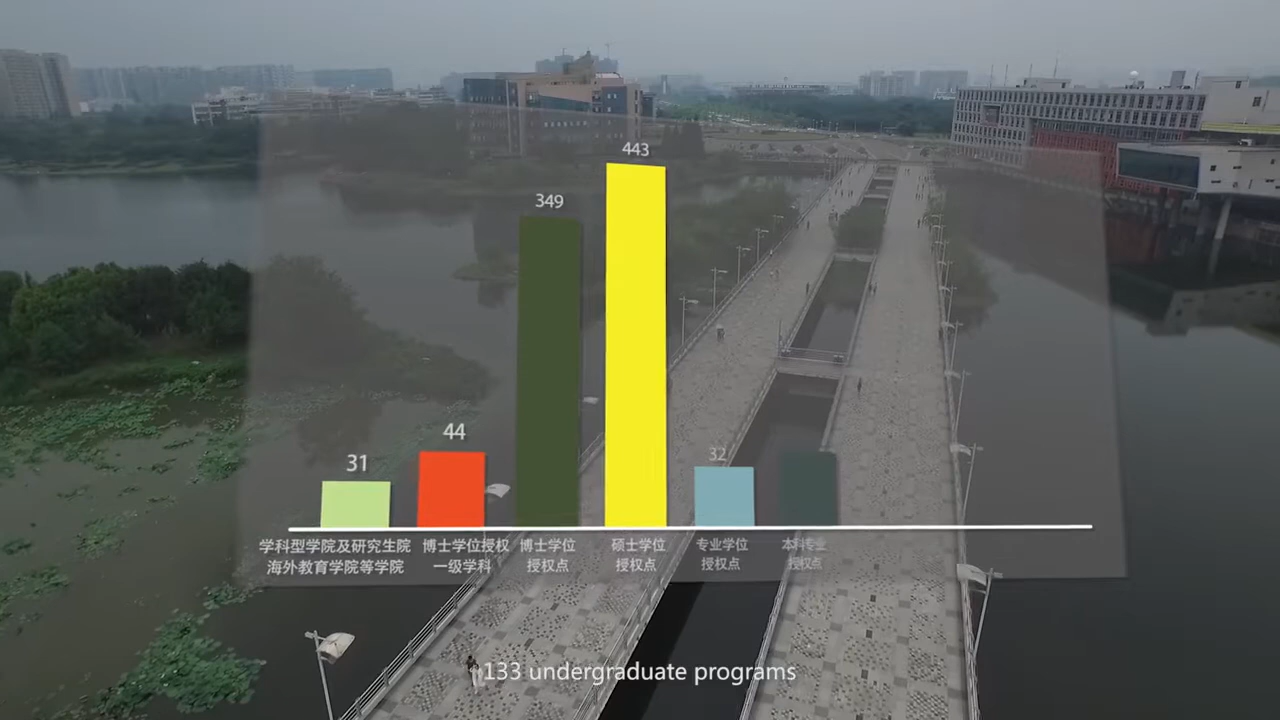 443
349
44
31
32
学科型学院及研究生院
海外教育学院等学院
博士学位授权
一级学科
博士学位
授权点
硕士学位
授权点
专业学位
授权点
本科专业
授权点
133 undergraduate programs